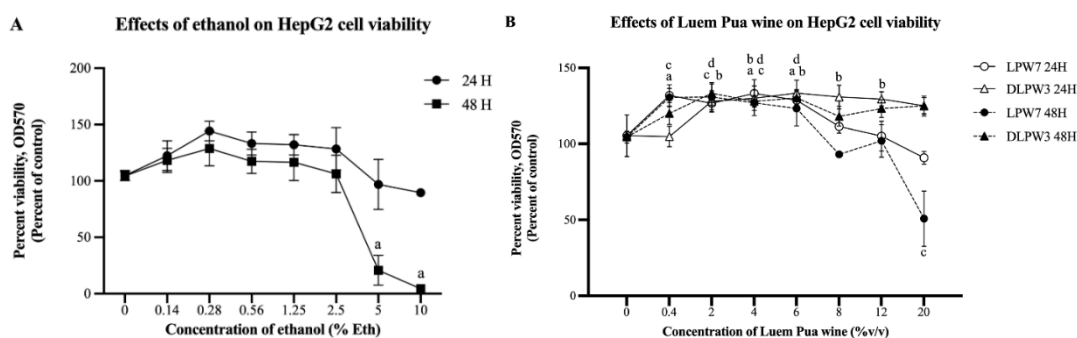 A
Effects of ethanol on HepG2 cell viability
Percent viability, OD570
(Percent of control)
200
150
100
50
0
24 H
48 H
a
a
0 0.14 0.28 0.56 1.25 2.5 5 10
Concentration of ethanol (% Eth)
B
Effects of Luem Pua wine on HepG2 cell viability
Percent viability, OD570
(Percent of control)
150
100
50
0
c d d d
a c b b a c a b b b
c
LPW7 24H
DLPW3 24H
LPW7 48H
DLPW3 48H
0 0.4 2 4 6 8 12 20
Concentration of Luem Pua wine (%v/v)